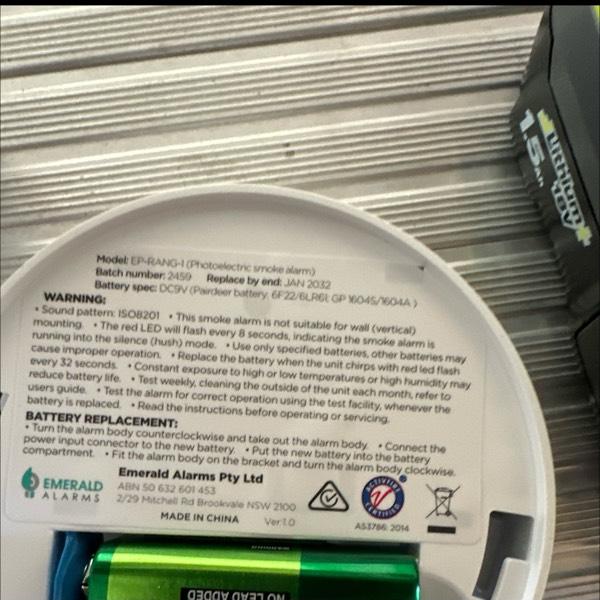 Lithium+
1.5Ah 18V
Model: EP-RANG-1 (Photoelectric smoke alarm)
Batch number: 2459 Replace by end: JAN 2032
Battery spec: DC9V (Pairdeer battery, 6F22/6LR61, GP 1604S/1604A )
WARNING:
• Sound pattern: ISO8201 • This smoke alarm is not suitable for wall (vertical)
mounting. • The red LED will flash every 8 seconds, indicating the smoke alarm is
running into the silence (hush) mode. • Use only specified batteries, other batteries may
cause improper operation. • Replace the battery when the unit chirps with red led flash
every 32 seconds. • Constant exposure to high or low temperatures or high humidity may
reduce battery life. • Test weekly, cleaning the outside of the unit each month, refer to
users guide. • Test the alarm for correct operation using the test facility, whenever the
battery is replaced. • Read the instructions before operating or servicing.
BATTERY REPLACEMENT:
• Turn the alarm body counterclockwise and take out the alarm body. • Connect the
power input connector to the new battery. • Put the new battery into the battery
compartment. • Fit the alarm body on the bracket and turn the alarm body clockwise.
EMERALD
ALARMS
Emerald Alarms Pty Ltd
ABN 50 632 601 453
2/29 Mitchell Rd Brookvale NSW 2100
MADE IN CHINA Ver:1.0
ACTIVFIRE
CERTIFIED
AS3786: 2014
NO LEAD ADDED